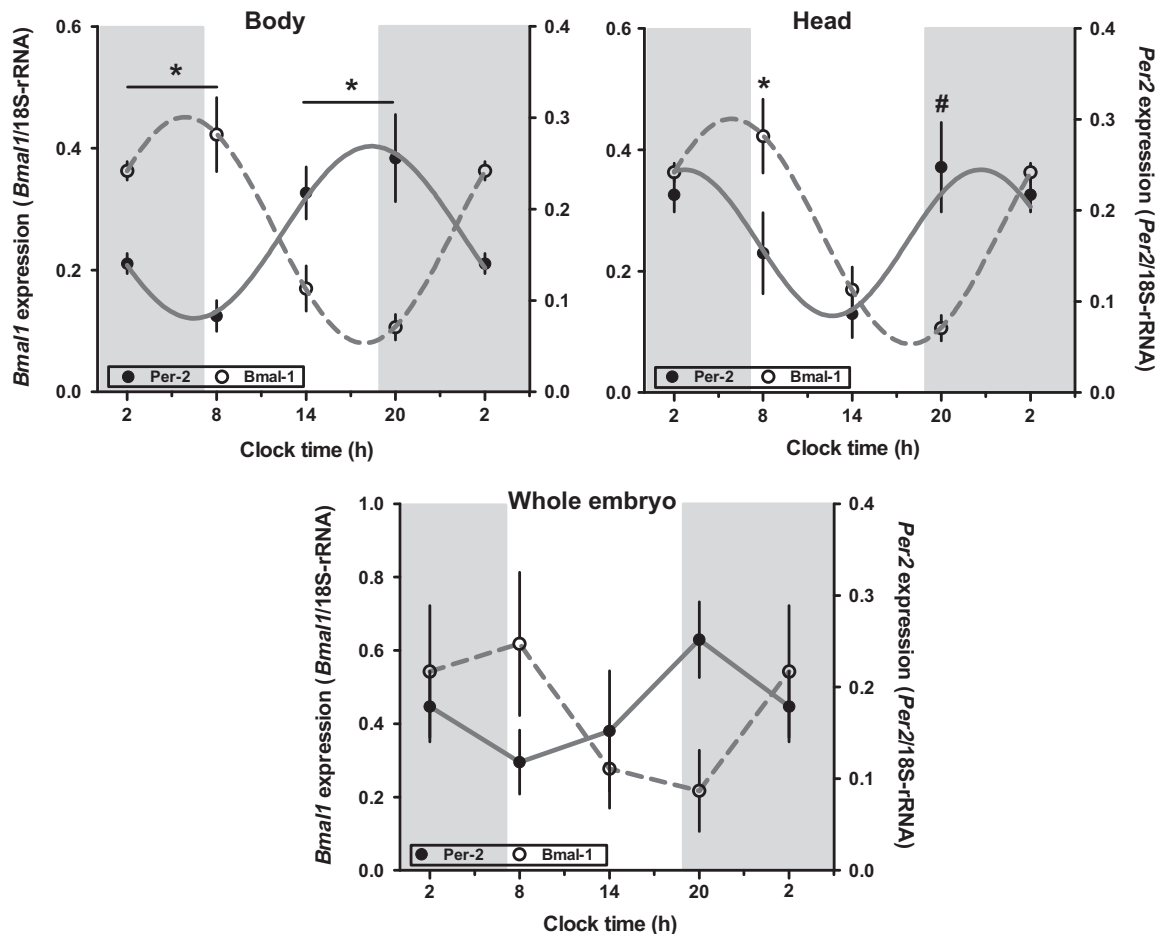 Body
Bmal1 expression (Bmal1/18S-rRNA)
0.6
0.4
0.2
0.0
0.4
0.3
0.2
0.1
0.0
*
*
Per-2 Bmal-1
2 8 14 20 2
Clock time (h)
Head
0.6
0.4
0.2
0.0
0.4
0.3
0.2
0.1
0.0
Per2 expression (Per2/18S-rRNA)
*
#
Per-2 Bmal-1
2 8 14 20 2
Clock time (h)
Whole embryo
Bmal1 expression (Bmal1/18S-rRNA)
1.0
0.8
0.6
0.4
0.2
0.0
0.4
0.3
0.2
0.1
0.0
Per2 expression (Per2/18S-rRNA)
Per-2 Bmal-1
2 8 14 20 2
Clock time (h)